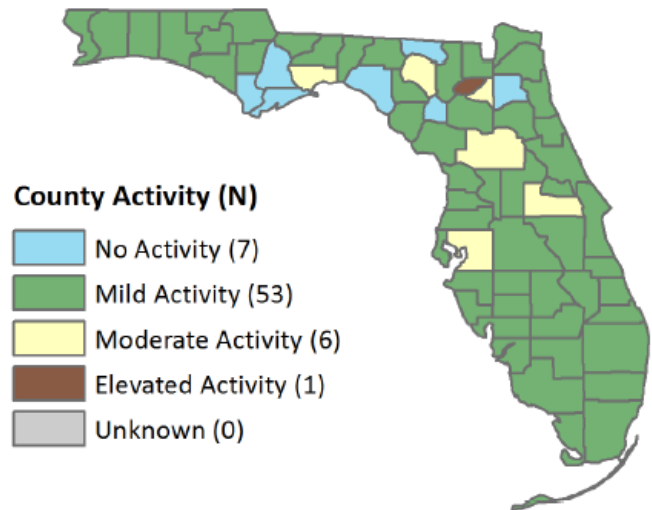 County Activity (N)
No Activity (7)
Mild Activity (53)
Moderate Activity (6)
Elevated Activity (1)
Unknown (0)